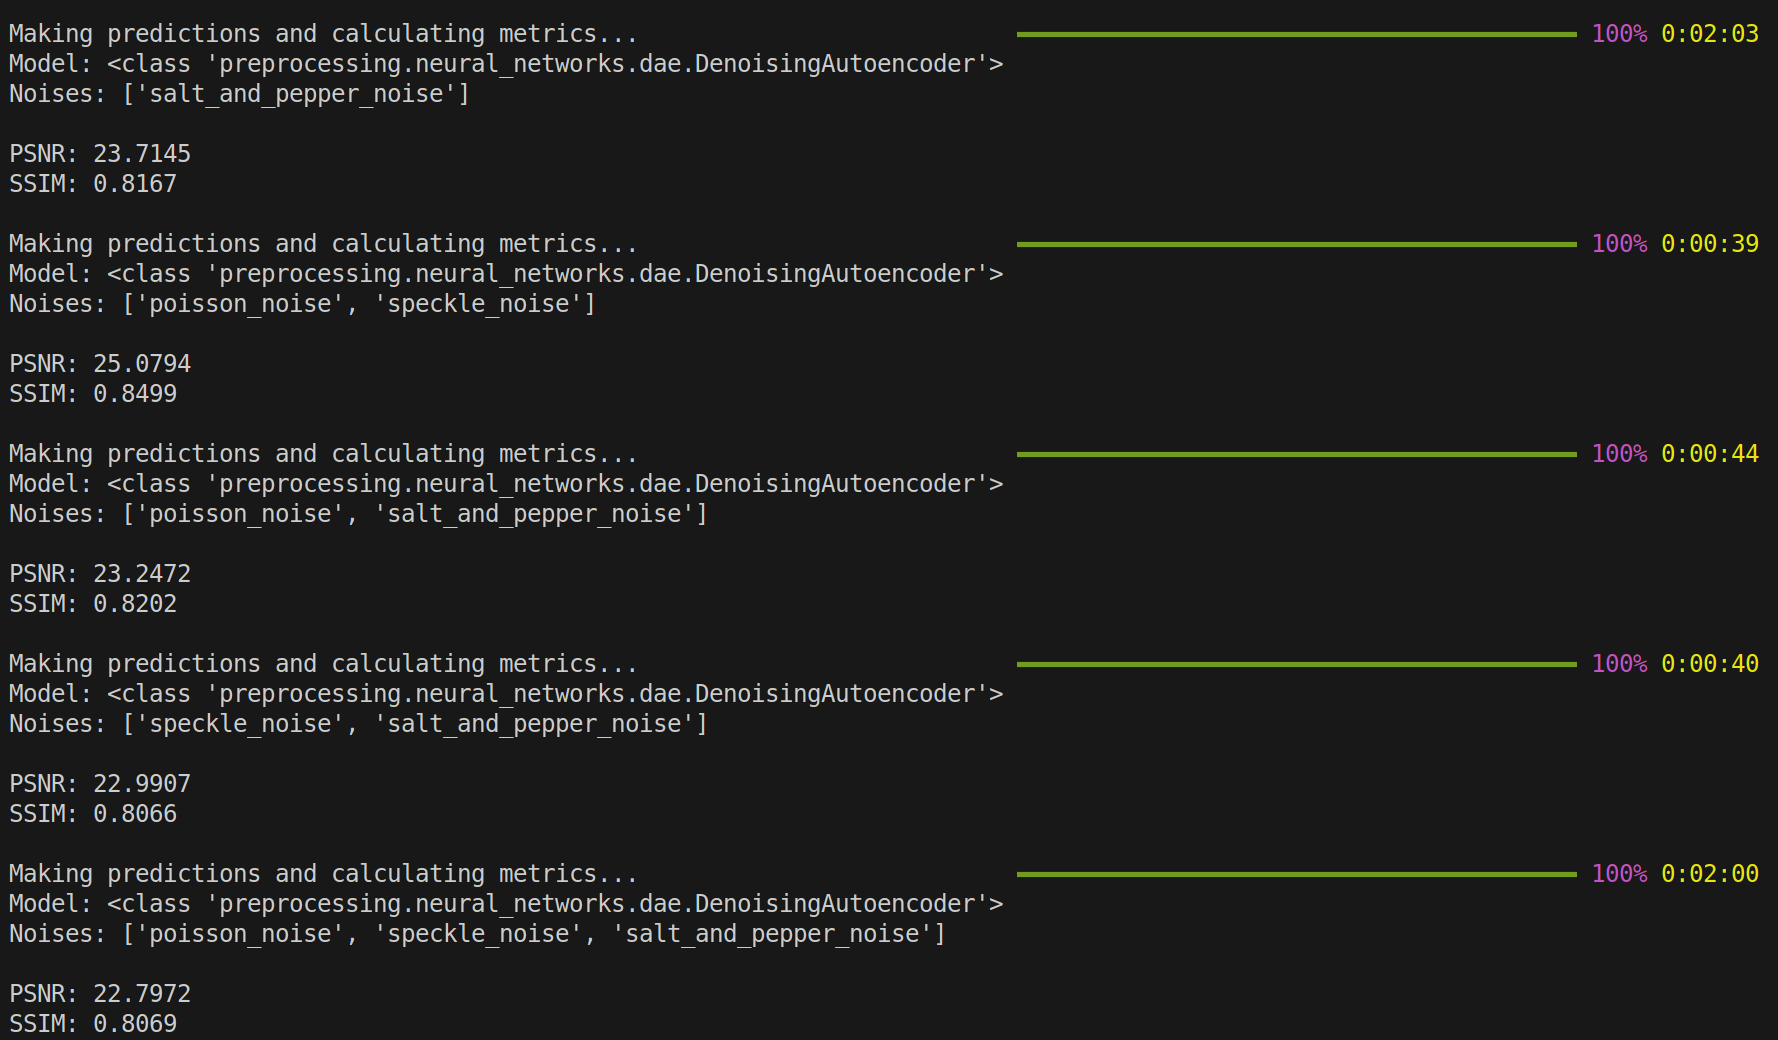 Making predictions and calculating metrics... 100% 0:02:03
Model: <class 'preprocessing.neural_networks.dae.DenoisingAutoencoder'>
Noises: ['salt_and_pepper_noise']
PSNR: 23.7145
SSIM: 0.8167
Making predictions and calculating metrics... 100% 0:00:39
Model: <class 'preprocessing.neural_networks.dae.DenoisingAutoencoder'>
Noises: ['poisson_noise', 'speckle_noise']
PSNR: 25.0794
SSIM: 0.8499
Making predictions and calculating metrics... 100% 0:00:44
Model: <class 'preprocessing.neural_networks.dae.DenoisingAutoencoder'>
Noises: ['poisson_noise', 'salt_and_pepper_noise']
PSNR: 23.2472
SSIM: 0.8202
Making predictions and calculating metrics... 100% 0:00:40
Model: <class 'preprocessing.neural_networks.dae.DenoisingAutoencoder'>
Noises: ['speckle_noise', 'salt_and_pepper_noise']
PSNR: 22.9907
SSIM: 0.8066
Making predictions and calculating metrics... 100% 0:02:00
Model: <class 'preprocessing.neural_networks.dae.DenoisingAutoencoder'>
Noises: ['poisson_noise', 'speckle_noise', 'salt_and_pepper_noise']
PSNR: 22.7972
SSIM: 0.8069